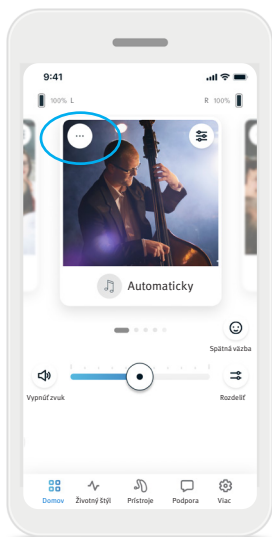 9:41
100% L
R 100%
Automaticky
Spätná väzba
Vypnúť zvuk
Rozdeliť
Domov
Životný štýl
Prístroje
Podpora
Viac